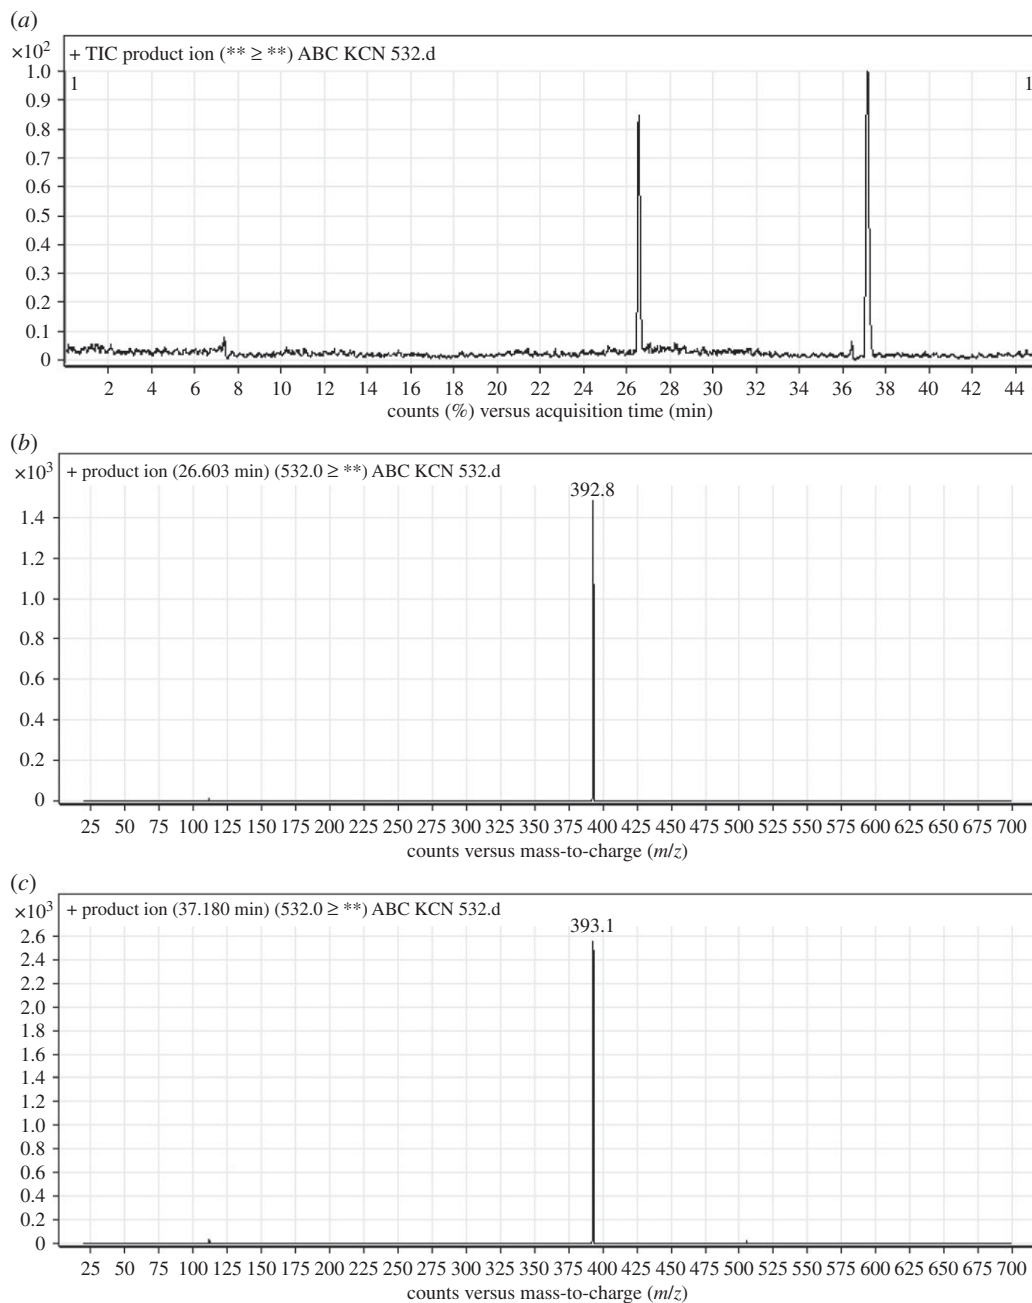 (a)
×10² + TIC product ion (** ≥ **) ABC KCN 532.d
1.0 1 1
0.9
0.8
0.7
0.6
0.5
0.4
0.3
0.2
0.1
0
2 4 6 8 10 12 14 16 18 20 22 24 26 28 30 32 34 36 38 40 42 44
counts (%) versus acquisition time (min)
(b)
×10³ + product ion (26.603 min) (532.0 ≥ **) ABC KCN 532.d
392.8
1.4
1.2
1.0
0.8
0.6
0.4
0.2
0
25 50 75 100 125 150 175 200 225 250 275 300 325 350 375 400 425 450 475 500 525 550 575 600 625 650 675 700
counts versus mass-to-charge (m/z)
(c)
×10³ + product ion (37.180 min) (532.0 ≥ **) ABC KCN 532.d
393.1
2.6
2.4
2.2
2.0
1.8
1.6
1.4
1.2
1.0
0.8
0.6
0.4
0.2
0
25 50 75 100 125 150 175 200 225 250 275 300 325 350 375 400 425 450 475 500 525 550 575 600 625 650 675 700
counts versus mass-to-charge (m/z)